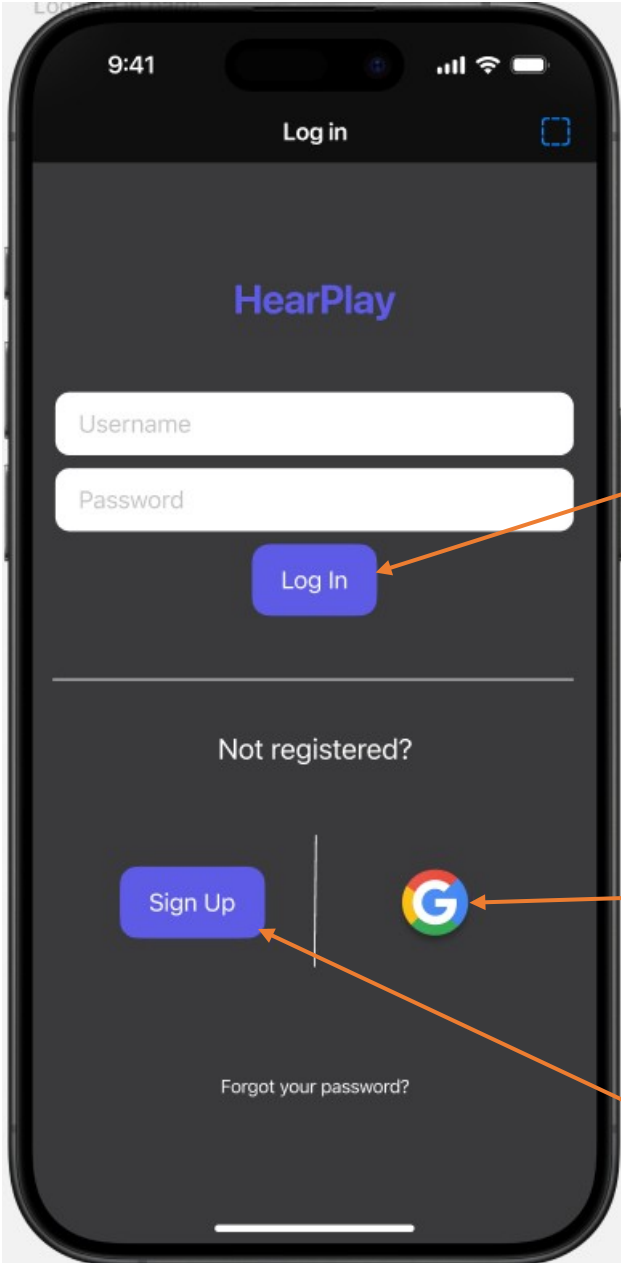 9:41
Log in
HearPlay
Username
Password
Log In
Not registered?
Sign Up
G
Forgot your password?